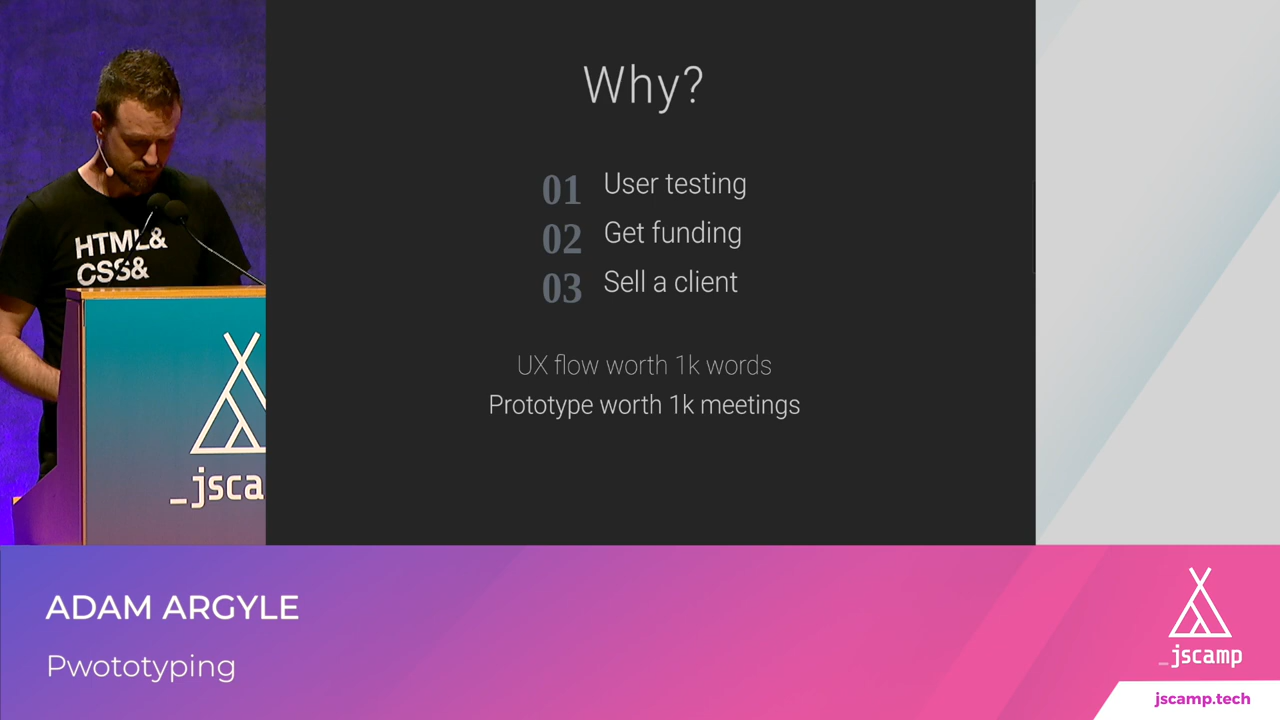 HTML&
CSS&
_jsca
Why?
01 User testing
02 Get funding
03 Sell a client
UX flow worth 1k words
Prototype worth 1k meetings
ADAM ARGYLE
Pwototyping
_jscamp
jscamp.tech